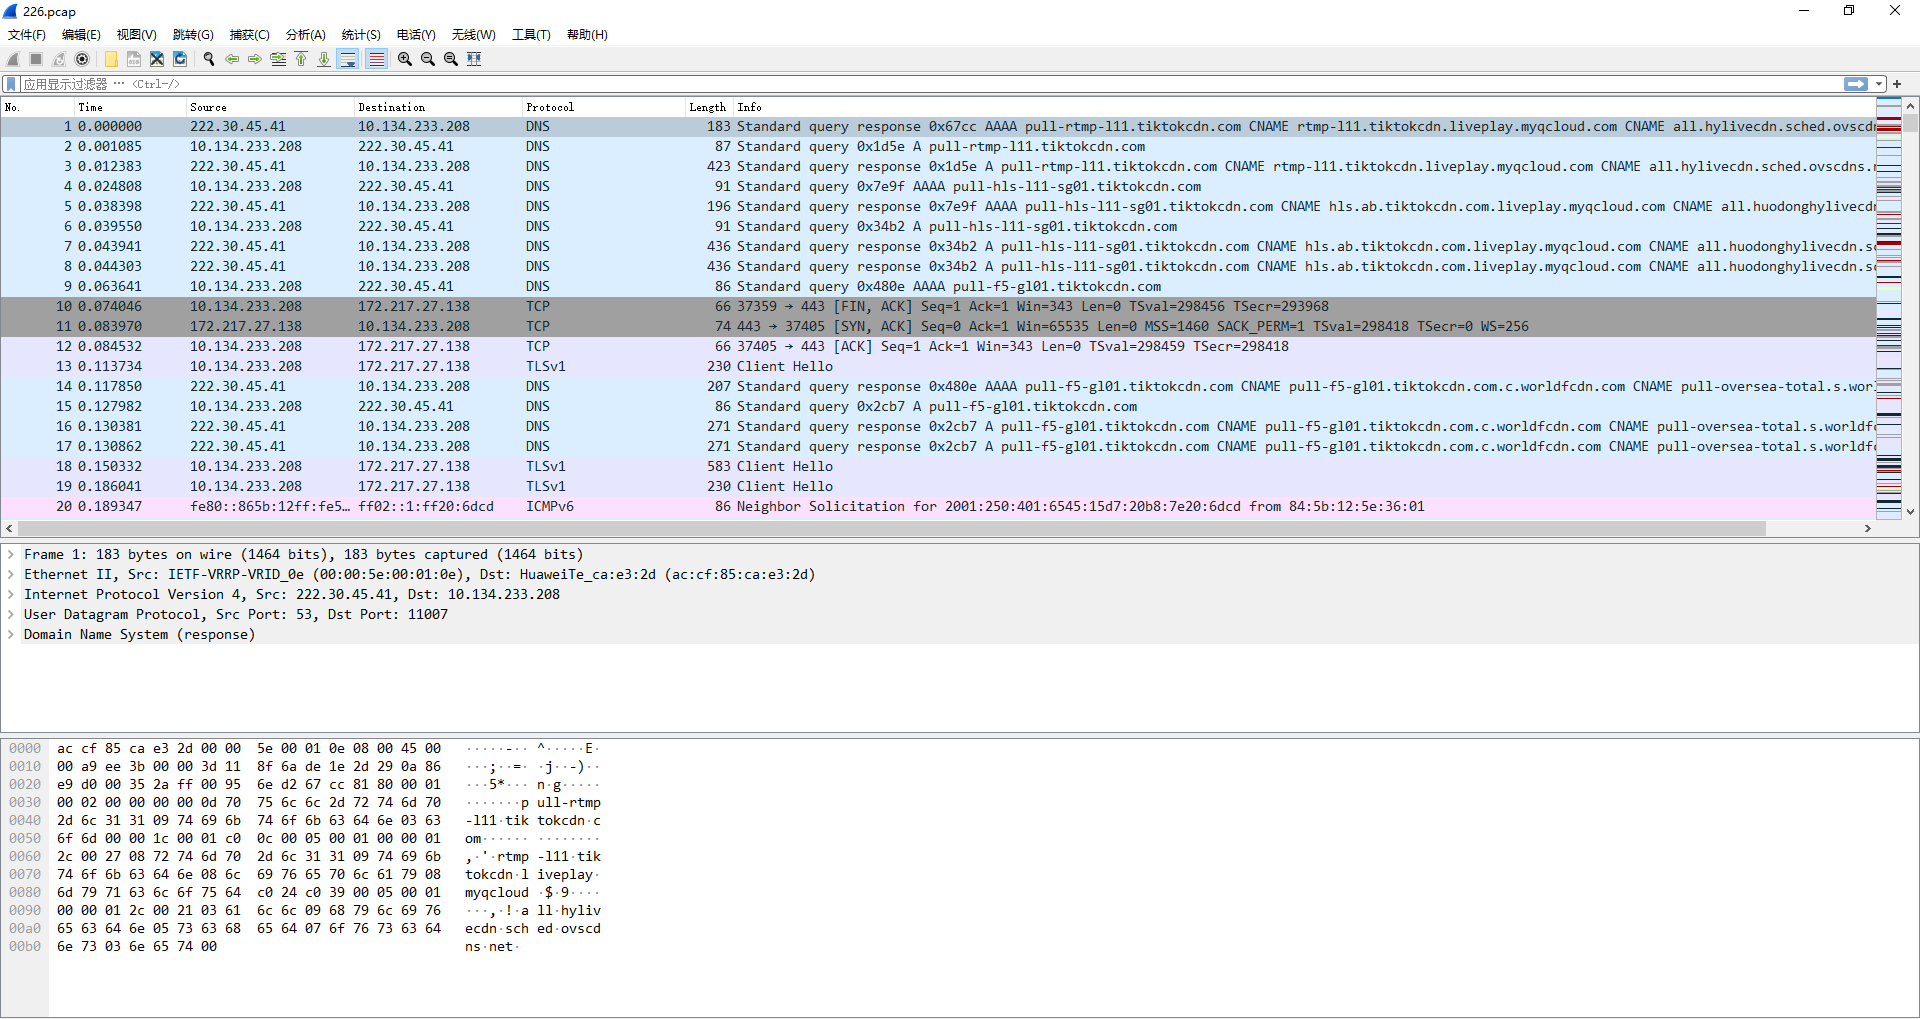 226.pcap
文件(F) 编辑(E) 视图(V) 跳转(G) 捕获(C) 分析(A) 统计(S) 电话(Y) 无线(W) 工具(T) 帮助(H)
应用显示过滤器 … <Ctrl-/>
No. Time Source Destination Protocol Length Info
1 0.000000 222.30.45.41 10.134.233.208 DNS 183 Standard query response 0x67cc AAAA pull-rtmp-l11.tiktokcdn.com CNAME rtmp-l11.tiktokcdn.liveplay.myqcloud.com CNAME all.hylivecdn.sched.ovscdn
2 0.001085 10.134.233.208 222.30.45.41 DNS 87 Standard query 0x1d5e A pull-rtmp-l11.tiktokcdn.com
3 0.012383 222.30.45.41 10.134.233.208 DNS 423 Standard query response 0x1d5e A pull-rtmp-l11.tiktokcdn.com CNAME rtmp-l11.tiktokcdn.liveplay.myqcloud.com CNAME all.hylivecdn.sched.ovscdns.
4 0.024808 10.134.233.208 222.30.45.41 DNS 91 Standard query 0x7e9f AAAA pull-hls-l11-sg01.tiktokcdn.com
5 0.038398 222.30.45.41 10.134.233.208 DNS 196 Standard query response 0x7e9f AAAA pull-hls-l11-sg01.tiktokcdn.com CNAME hls.ab.tiktokcdn.com.liveplay.myqcloud.com CNAME all.huodonghylivecd
6 0.039550 10.134.233.208 222.30.45.41 DNS 91 Standard query 0x34b2 A pull-hls-l11-sg01.tiktokcdn.com
7 0.043941 222.30.45.41 10.134.233.208 DNS 436 Standard query response 0x34b2 A pull-hls-l11-sg01.tiktokcdn.com CNAME hls.ab.tiktokcdn.com.liveplay.myqcloud.com CNAME all.huodonghylivecdn.s
8 0.044303 222.30.45.41 10.134.233.208 DNS 436 Standard query response 0x34b2 A pull-hls-l11-sg01.tiktokcdn.com CNAME hls.ab.tiktokcdn.com.liveplay.myqcloud.com CNAME all.huodonghylivecdn.s
9 0.063641 10.134.233.208 222.30.45.41 DNS 86 Standard query 0x480e A pull-f5-gl01.tiktokcdn.com
10 0.074046 10.134.233.208 172.217.27.138 TCP 66 37359 → 443 [FIN, ACK] Seq=1 Ack=1 Win=343 Len=0 TSval=298456 TSecr=293968
11 0.083970 172.217.27.138 10.134.233.208 TCP 74 443 → 37405 [SYN, ACK] Seq=0 Ack=1 Win=65535 Len=0 MSS=1460 SACK_PERM=1 TSval=298418 TSecr=0 WS=256
12 0.084532 10.134.233.208 172.217.27.138 TCP 66 37405 → 443 [ACK] Seq=1 Ack=1 Win=343 Len=0 TSval=298459 TSecr=298418
13 0.113734 10.134.233.208 172.217.27.138 TLSv1 230 Client Hello
14 0.117850 222.30.45.41 10.134.233.208 DNS 207 Standard query response 0x480e AAAA pull-f5-gl01.tiktokcdn.com CNAME pull-f5-gl01.tiktokcdn.com.c.worldfcdn.com CNAME pull-oversea-total.s.wor
15 0.127982 10.134.233.208 222.30.45.41 DNS 86 Standard query 0x2cb7 A pull-f5-gl01.tiktokcdn.com
16 0.130381 222.30.45.41 10.134.233.208 DNS 271 Standard query response 0x2cb7 A pull-f5-gl01.tiktokcdn.com CNAME pull-f5-gl01.tiktokcdn.com.c.worldfcdn.com CNAME pull-oversea-total.s.worldf
17 0.130862 222.30.45.41 10.134.233.208 DNS 271 Standard query response 0x2cb7 A pull-f5-gl01.tiktokcdn.com CNAME pull-f5-gl01.tiktokcdn.com.c.worldfcdn.com CNAME pull-oversea-total.s.worldf
18 0.150332 10.134.233.208 172.217.27.138 TLSv1 583 Client Hello
19 0.186041 10.134.233.208 172.217.27.138 TLSv1 230 Client Hello
20 0.189347 fe80::865b:12ff:fe5… ff02::1:ff20:6dcd ICMPv6 86 Neighbor Solicitation for 2001:250:401:6545:15d7:20b8:7e20:6dcd from 84:5b:12:5e:36:01
Frame 1: 183 bytes on wire (1464 bits), 183 bytes captured (1464 bits)
Ethernet II, Src: IETF-VRRP-VRID_0e (00:00:5e:00:01:0e), Dst: HuaweiTe_ca:e3:2d (ac:cf:85:ca:e3:2d)
Internet Protocol Version 4, Src: 222.30.45.41, Dst: 10.134.233.208
User Datagram Protocol, Src Port: 53, Dst Port: 11007
Domain Name System (response)
0000 ac cf 85 ca e3 2d 00 00 5e 00 01 0e 08 00 45 00 ·····-·· ^·····E·
0010 00 a9 ee 3b 00 00 3d 11 8f 6a de 1e 2d 29 0a 86 ···;··=· ·j··-)··
0020 e9 d0 00 35 2a ff 00 95 6e d2 67 cc 81 80 00 01 ···5*··· n·g·····
0030 00 02 00 00 00 00 0d 70 75 6c 6c 2d 72 74 6d 70 ·······p ull-rtmp
0040 2d 6c 31 31 09 74 69 6b 74 6f 6b 63 64 6e 03 63 -l11·tik tokcdn·c
0050 6f 6d 00 00 1c 00 01 c0 0c 00 05 00 01 00 00 01 om······ ········
0060 2c 00 27 08 72 74 6d 70 2d 6c 31 31 09 74 69 6b ,·'·rtmp -l11·tik
0070 74 6f 6b 63 64 6e 08 6c 69 76 65 70 6c 61 79 08 tokcdn·l iveplay·
0080 6d 79 71 63 6c 6f 75 64 c0 24 c0 39 00 05 00 01 myqcloud ·$·9····
0090 00 00 01 2c 00 21 03 61 6c 6c 09 68 79 6c 69 76 ···,·!·a ll·hyliv
00a0 65 63 64 6e 05 73 63 68 65 64 07 6f 76 73 63 64 ecdn·sch ed·ovscd
00b0 6e 73 03 6e 65 74 00 ns·net·